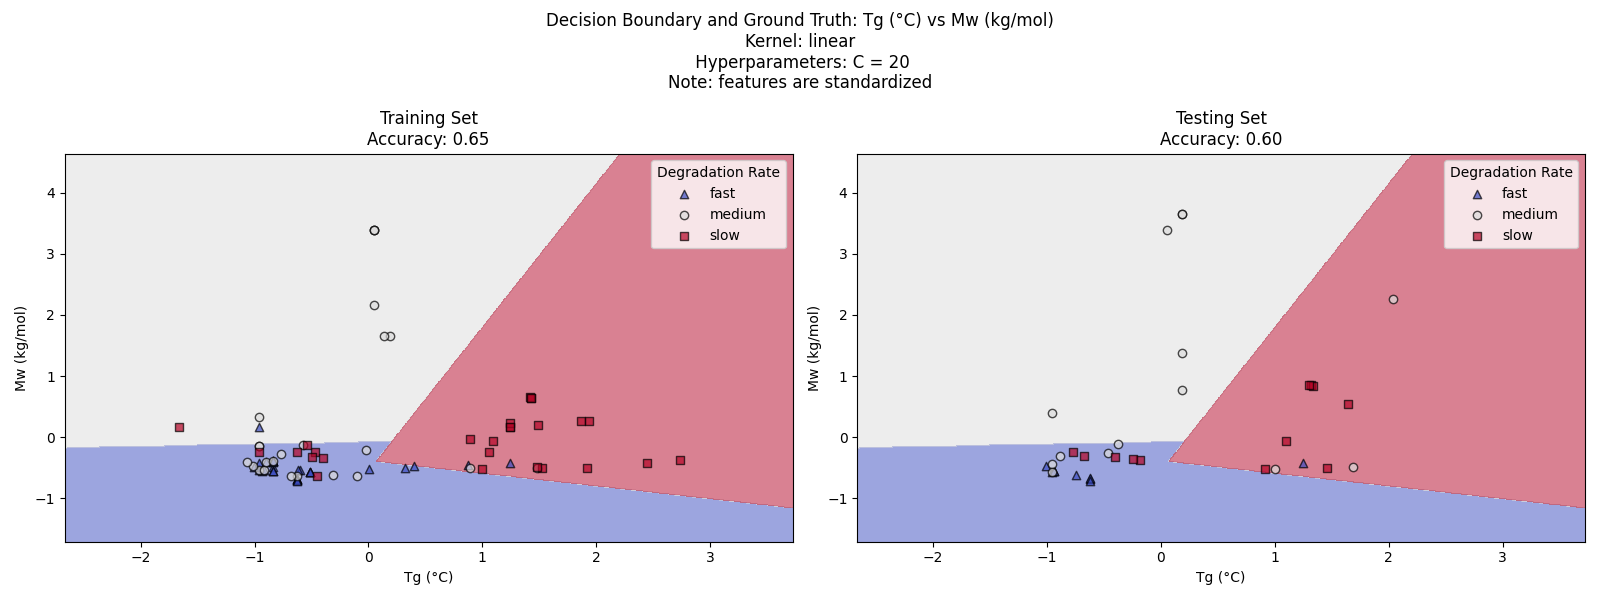 Decision Boundary and Ground Truth: Tg (°C) vs Mw (kg/mol)
Kernel: linear
Hyperparameters: C = 20
Note: features are standardized
Training Set
Accuracy: 0.65
Degradation Rate
fast
medium
slow
4
3
2
1
0
−1
Mw (kg/mol)
−2 −1 0 1 2 3
Tg (°C)
Testing Set
Accuracy: 0.60
Degradation Rate
fast
medium
slow
4
3
2
1
0
−1
Mw (kg/mol)
−2 −1 0 1 2 3
Tg (°C)